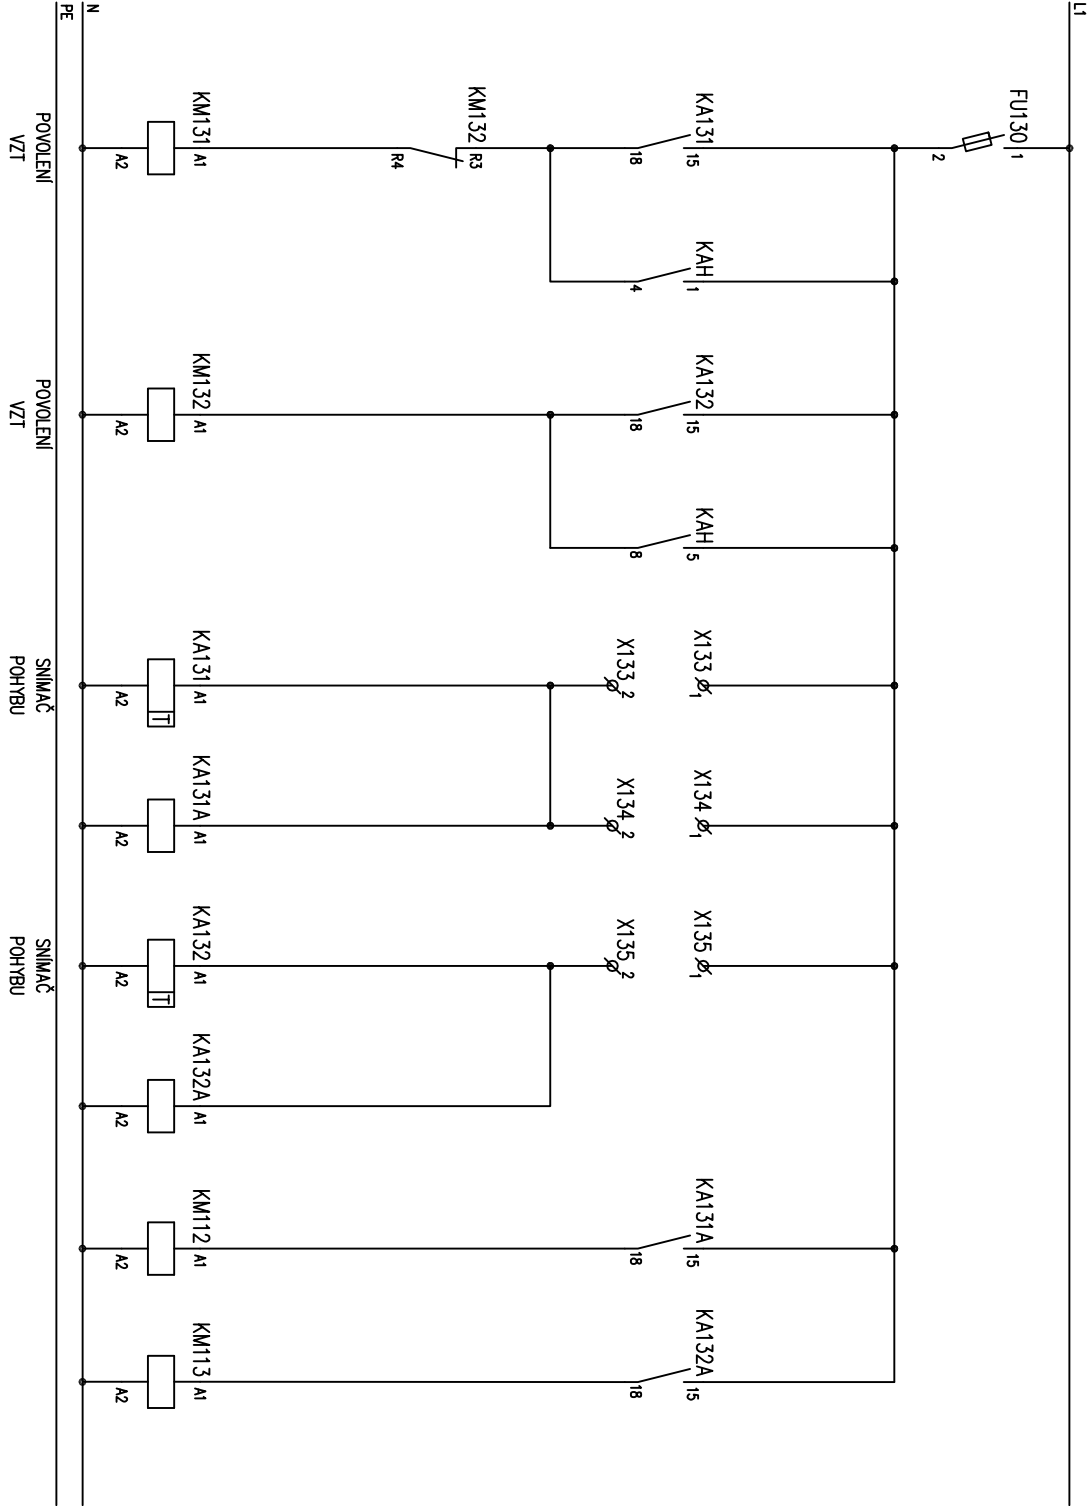 L1
FU130
1
2
KA131
15
18
KAH
1
4
KA132
15
18
KAH
5
8
X133
1
X133
2
X134
1
X134
2
X135
1
X135
2
KA131A
15
18
KA132A
15
18
KM132
R3
R4
KM131
A1
A2
KM132
A1
A2
KA131
A1
T
A2
KA131A
A1
A2
KA132
A1
T
A2
KA132A
A1
A2
KM112
A1
A2
KM113
A1
A2
N
PE
POVOLENÍ
VZT
POVOLENÍ
VZT
SNÍMAČ
POHYBU
SNÍMAČ
POHYBU